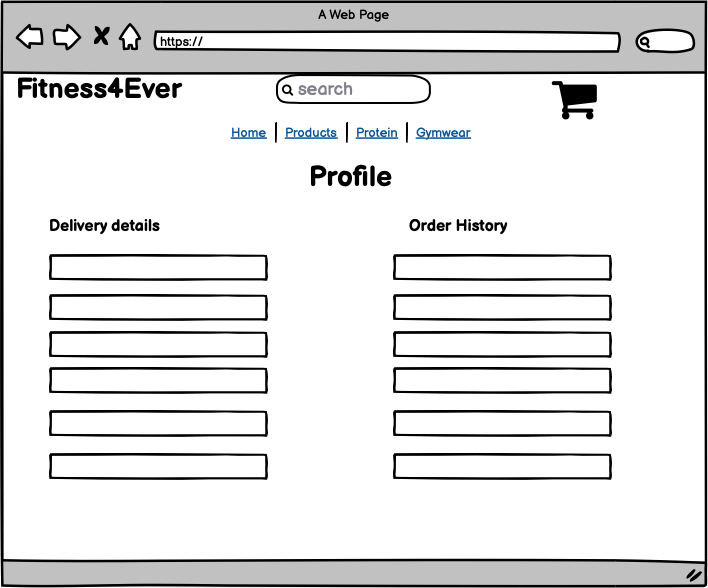 A Web Page
https://
Fitness4Ever
search
Home Products Protein Gymwear
Profile
Delivery details
Order History